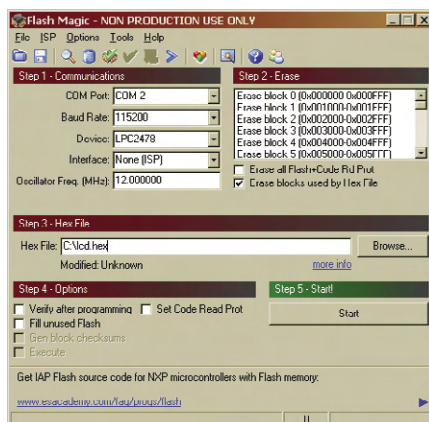 Flash Magic - NON PRODUCTION USE ONLY
File ISP Options Tools Help
Step 1 - Communications
COM Port: COM 2
Baud Rate: 115200
Device: LPC2478
Interface: None (ISP)
Oscillator Freq. (MHz): 12.000000
Step 2 - Erase
Erase block 0 (0x000000-0x000FFF)
Erase block 1 (0x001000-0x001FFF)
Erase block 2 (0x002000-0x002FFF)
Erase block 3 (0x003000-0x003FFF)
Erase block 4 (0x004000-0x004FFF)
Erase block 5 (0x005000-0x005FFF)
Erase all Flash+Code Rd Prot
Erase blocks used by Hex File
Step 3 - Hex File
Hex File: C:\lcd.hex
Browse...
Modified: Unknown
more info
Step 4 - Options
Verify after programming Set Code Read Prot
Fill unused Flash
Gen block checksums
Execute
Step 5 - Start!
Start
Get IAP Flash source code for NXP microcontrollers with Flash memory:
www.esacademy.com/faq/progs/flash